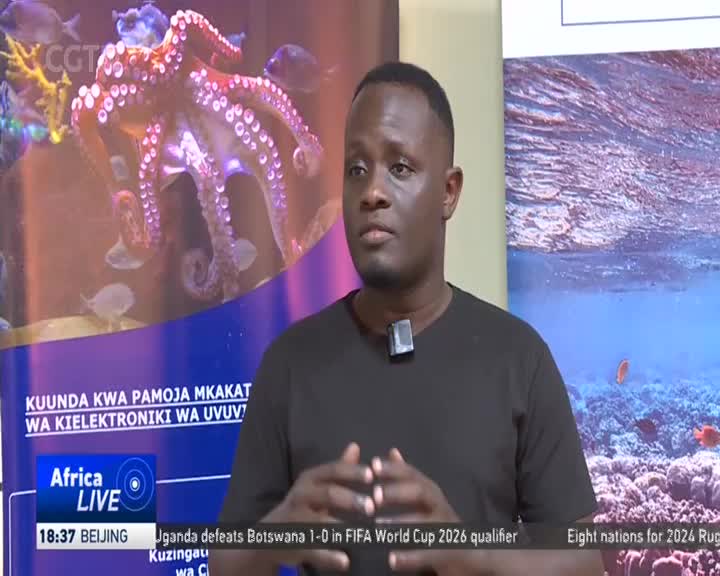 CGTN
KUUNDA KWA PAMOJA MKAKAT
WA KIELEKTRONIKI WA UVUVI
Africa
LIVE
18:37 BEIJING
Uganda defeats Botswana 1-0 in FIFA World Cup 2026 qualifier
Eight nations for 2024 Rug
Kuzingat
wa C